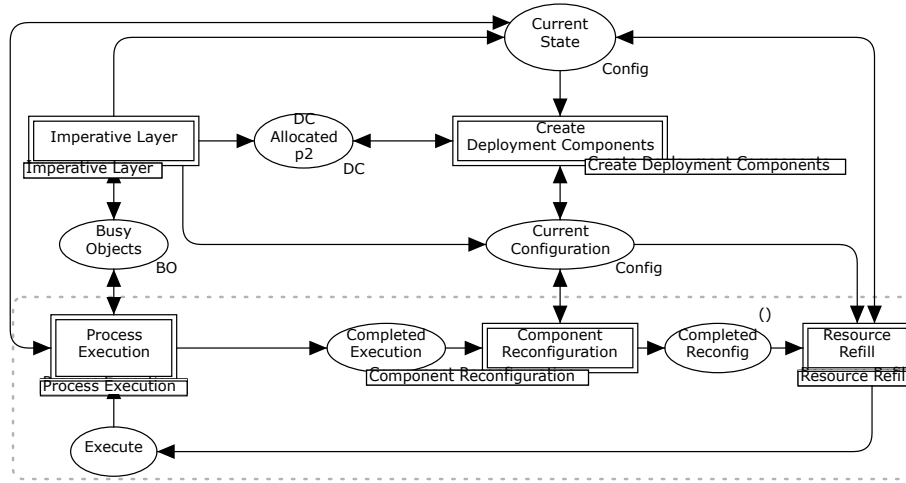 Current
State
Config
Imperative Layer
Imperative Layer
DC
Allocated
p2
DC
Create
Deployment Components
Create Deployment Components
Busy
Objects
BO
Current
Configuration
Config
Process
Execution
Process Execution
Completed
Execution
Component
Reconfiguration
Component Reconfiguration
Completed
Reconfig
()
Resource
Refill
Resource Refill
Execute